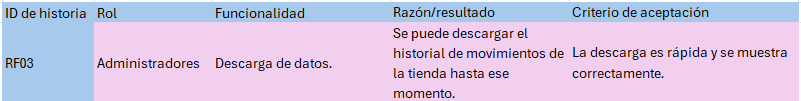 ID de historia Rol Funcionalidad Razón/resultado Criterio de aceptación
RF03 Administradores Descarga de datos.
Se puede descargar el
historial de movimientos de
la tienda hasta ese
momento.
La descarga es rápida y se muestra
correctamente.